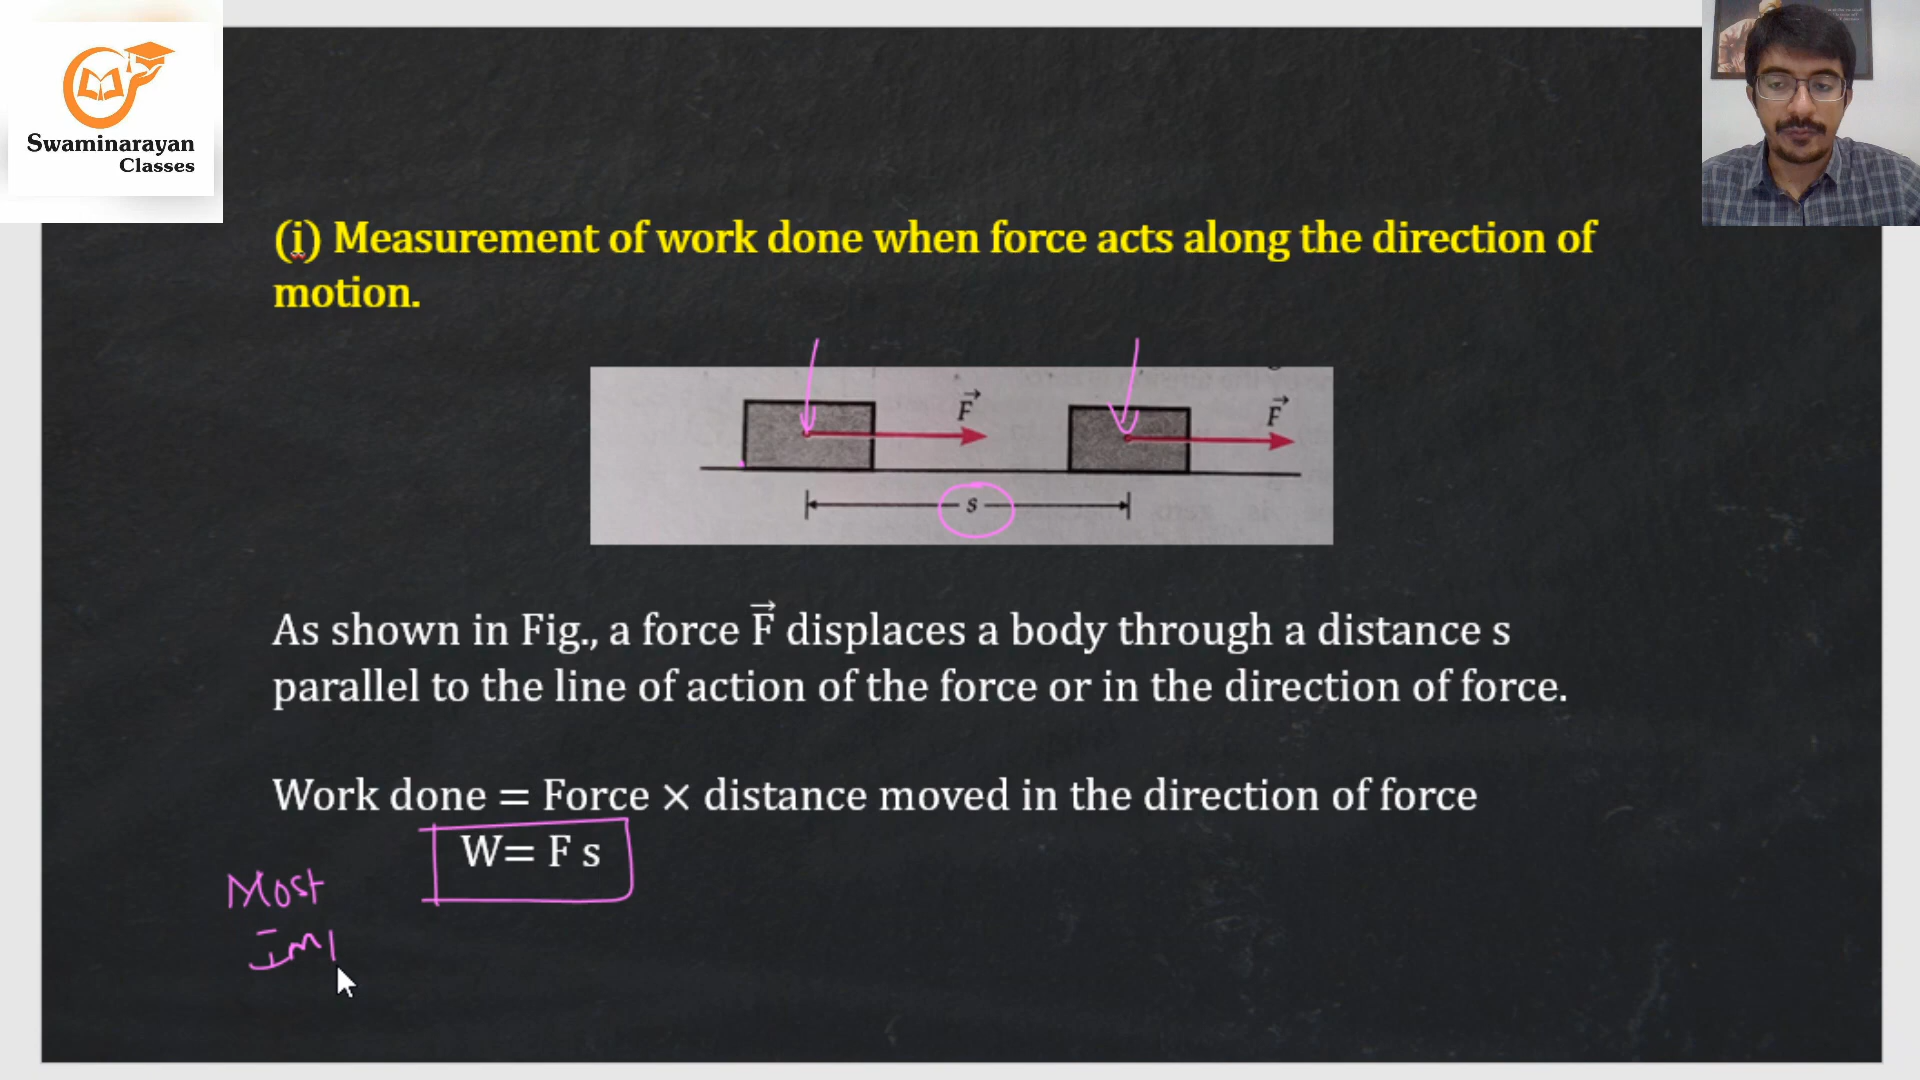 Swaminarayan
Classes
(i) Measurement of work done when force acts along the direction of
motion.
F⃗
F⃗
s
As shown in Fig., a force F⃗ displaces a body through a distance s
parallel to the line of action of the force or in the direction of force.
Work done = Force × distance moved in the direction of force
W= F s
Most